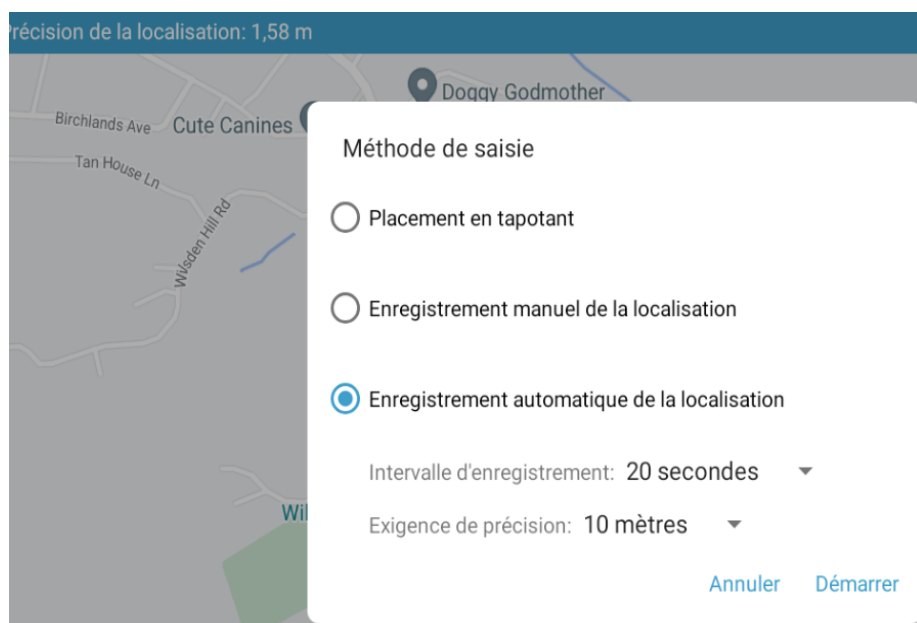 Précision de la localisation: 1,58 m
Doggy Godmother
Birchlands Ave
Cute Canines
Tan House Ln
Wilsden Hill Rd
Méthode de saisie
Placement en tapotant
Enregistrement manuel de la localisation
Enregistrement automatique de la localisation
Intervalle d'enregistrement: 20 secondes
Exigence de précision: 10 mètres
Wil
Annuler Démarrer